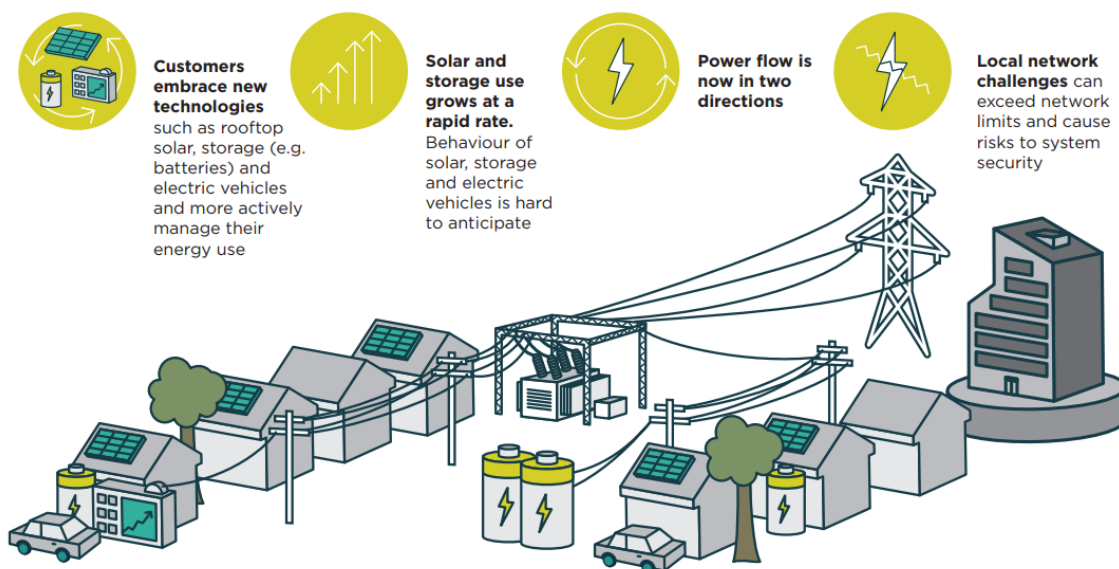 Customers
embrace new
technologies
such as rooftop
solar, storage (e.g.
batteries) and
electric vehicles
and more actively
manage their
energy use
Solar and
storage use
grows at a
rapid rate.
Behaviour of
solar, storage
and electric
vehicles is hard
to anticipate
Power flow is
now in two
directions
Local network
challenges can
exceed network
limits and cause
risks to system
security